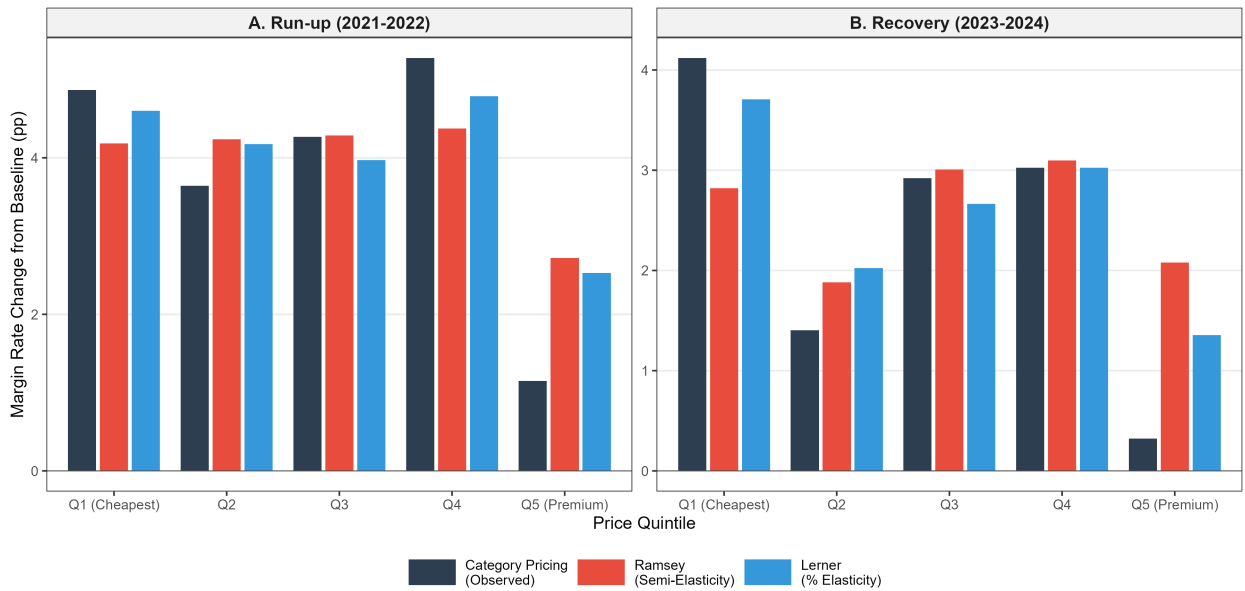 A. Run-up (2021-2022)
B. Recovery (2023-2024)
Margin Rate Change from Baseline (pp)
4
2
0
4
3
2
1
0
Q1 (Cheapest)
Q2
Q3
Q4
Q5 (Premium)
Q1 (Cheapest)
Q2
Q3
Q4
Q5 (Premium)
Price Quintile
Category Pricing
(Observed)
Ramsey
(Semi-Elasticity)
Lerner
(% Elasticity)